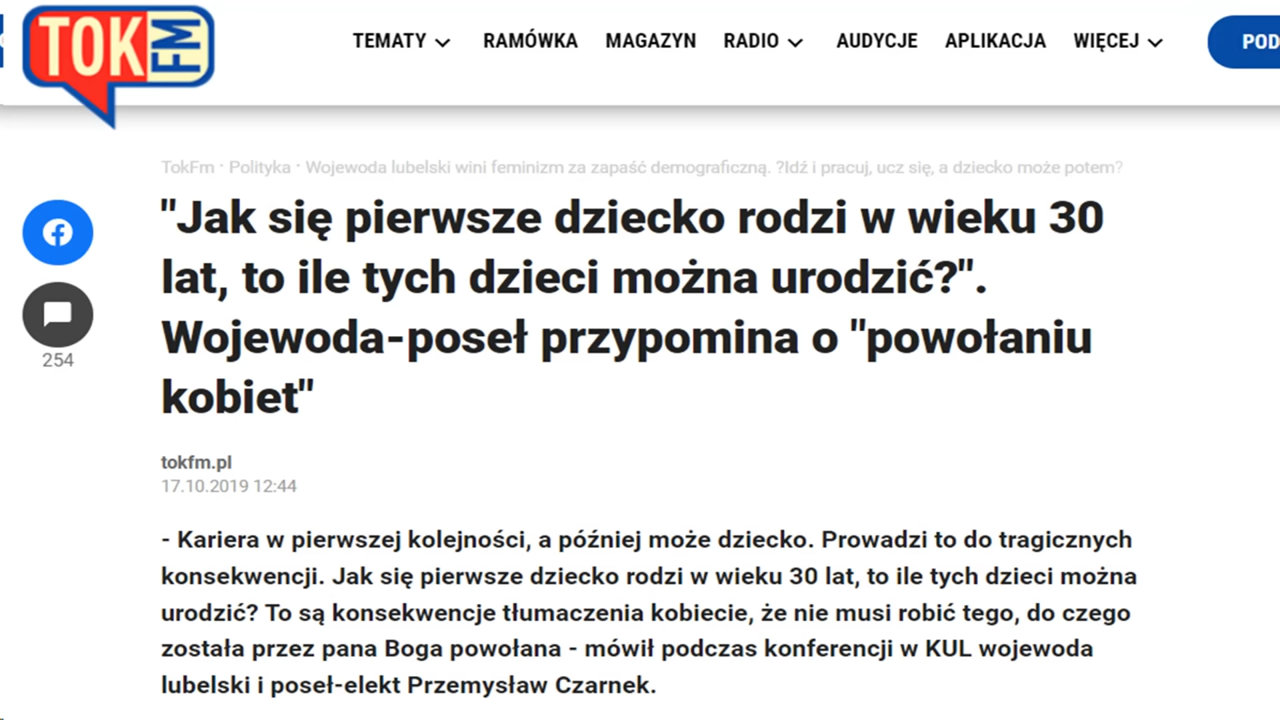 TOK FM
TEMATY RAMÓWKA MAGAZYN RADIO AUDYCJE APLIKACJA WIĘCEJ POD
TokFm · Polityka · Wojewoda lubelski wini feminizm za zapaść demograficzną. ?Idź i pracuj, ucz się, a dziecko może potem?
"Jak się pierwsze dziecko rodzi w wieku 30
lat, to ile tych dzieci można urodzić?".
Wojewoda-poseł przypomina o "powołaniu
kobiet"
254
tokfm.pl
17.10.2019 12:44
- Kariera w pierwszej kolejności, a później może dziecko. Prowadzi to do tragicznych
konsekwencji. Jak się pierwsze dziecko rodzi w wieku 30 lat, to ile tych dzieci można
urodzić? To są konsekwencje tłumaczenia kobiecie, że nie musi robić tego, do czego
została przez pana Boga powołana - mówił podczas konferencji w KUL wojewoda
lubelski i poseł-elekt Przemysław Czarnek.